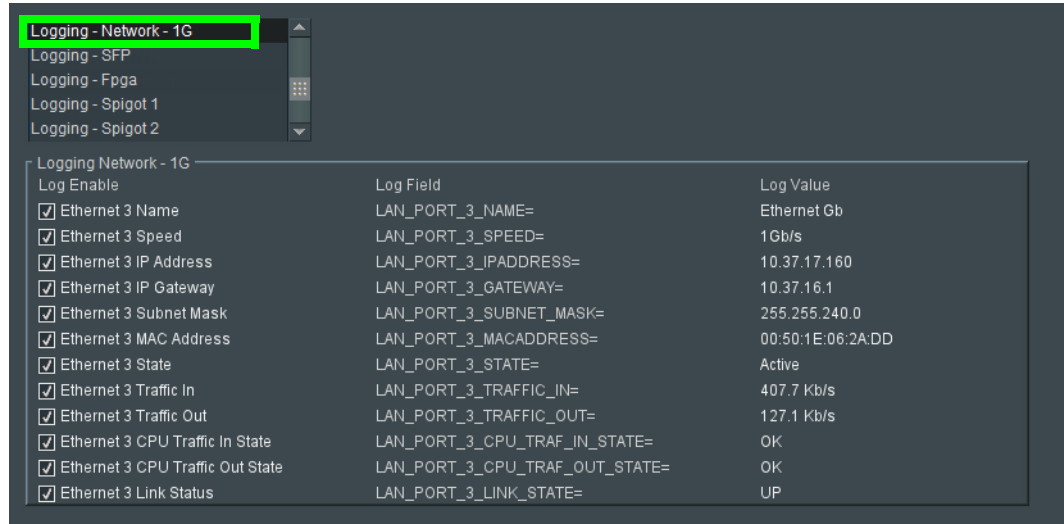 Logging - Network - 1G
Logging - SFP
Logging - Fpga
Logging - Spigot 1
Logging - Spigot 2
Logging Network - 1G
Log Enable Log Field Log Value
Ethernet 3 Name LAN_PORT_3_NAME= Ethernet Gb
Ethernet 3 Speed LAN_PORT_3_SPEED= 1Gb/s
Ethernet 3 IP Address LAN_PORT_3_IPADDRESS= 10.37.17.160
Ethernet 3 IP Gateway LAN_PORT_3_GATEWAY= 10.37.16.1
Ethernet 3 Subnet Mask LAN_PORT_3_SUBNET_MASK= 255.255.240.0
Ethernet 3 MAC Address LAN_PORT_3_MACADDRESS= 00:50:1E:06:2A:DD
Ethernet 3 State LAN_PORT_3_STATE= Active
Ethernet 3 Traffic In LAN_PORT_3_TRAFFIC_IN= 407.7 Kb/s
Ethernet 3 Traffic Out LAN_PORT_3_TRAFFIC_OUT= 127.1 Kb/s
Ethernet 3 CPU Traffic In State LAN_PORT_3_CPU_TRAF_IN_STATE= OK
Ethernet 3 CPU Traffic Out State LAN_PORT_3_CPU_TRAF_OUT_STATE= OK
Ethernet 3 Link Status LAN_PORT_3_LINK_STATE= UP